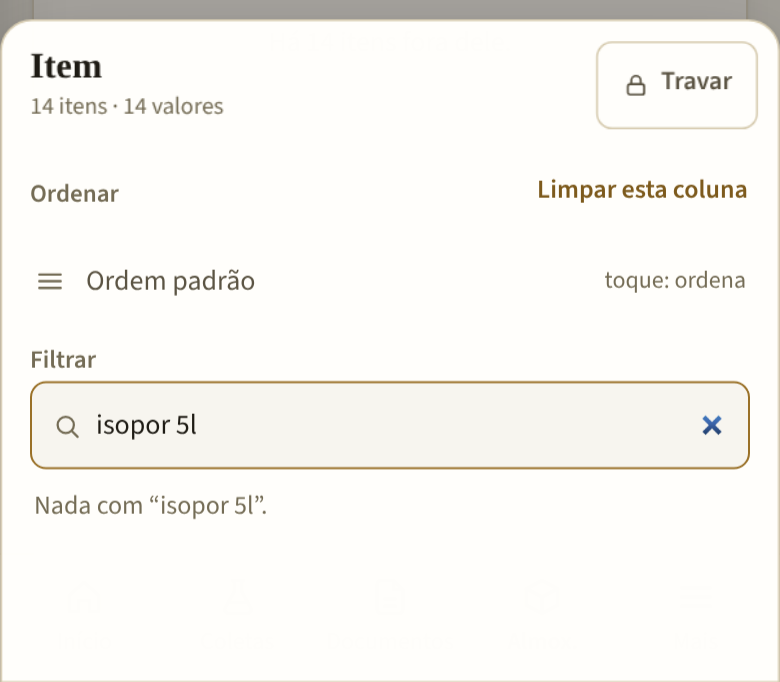 Item
Travar
14 itens · 14 valores
Ordenar
Limpar esta coluna
Ordem padrão
toque: ordena
Filtrar
isopor 5l
Nada com “isopor 5l”.